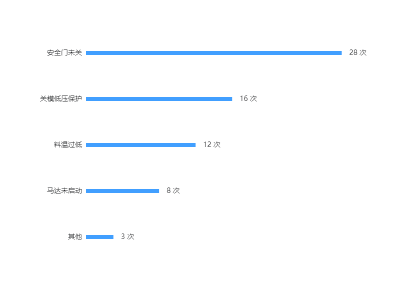 安全门未关 28 次
关模低压保护 16 次
料温过低 12 次
马达未启动 8 次
其他 3 次